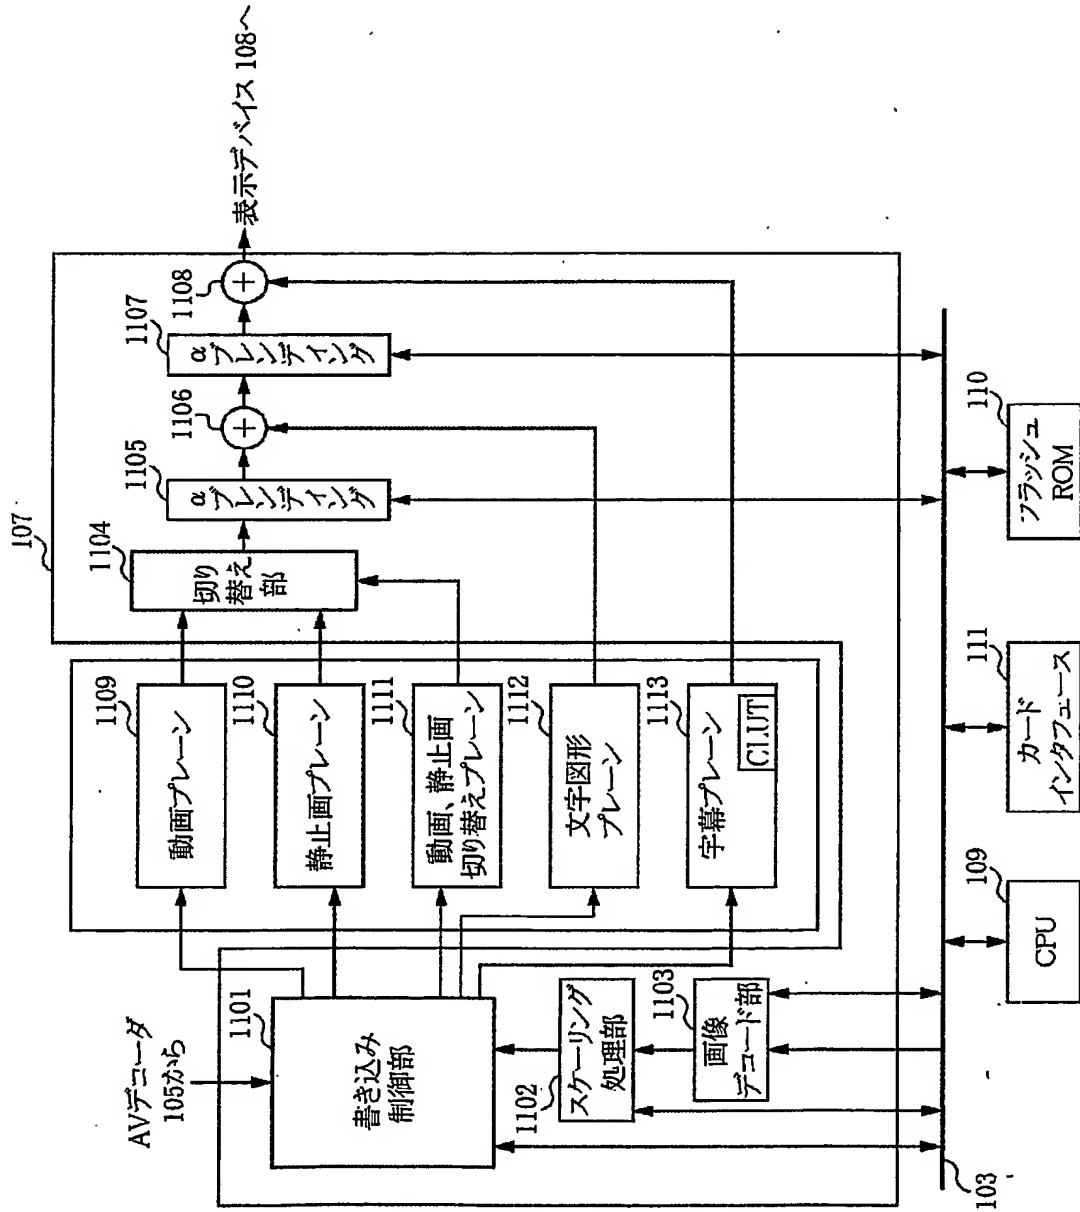 107
AVデコーダ
105から
1101
書き込み
制御部
1102
スケーリング
処理部
1103
画像
デコード部
1109
動画プレーン
1110
静止画プレーン
1111
動画、静止画
切り替えプレーン
1112
文字図形
プレーン
1113
字幕プレーン
CLUT
1104
切り
替え
部
1105
αブレンディング
1106
+
1107
αブレンディング
1108
+
表示デバイス 108へ
103
109
CPU
111
カード
インタフェース
110
フラッシュ
ROM